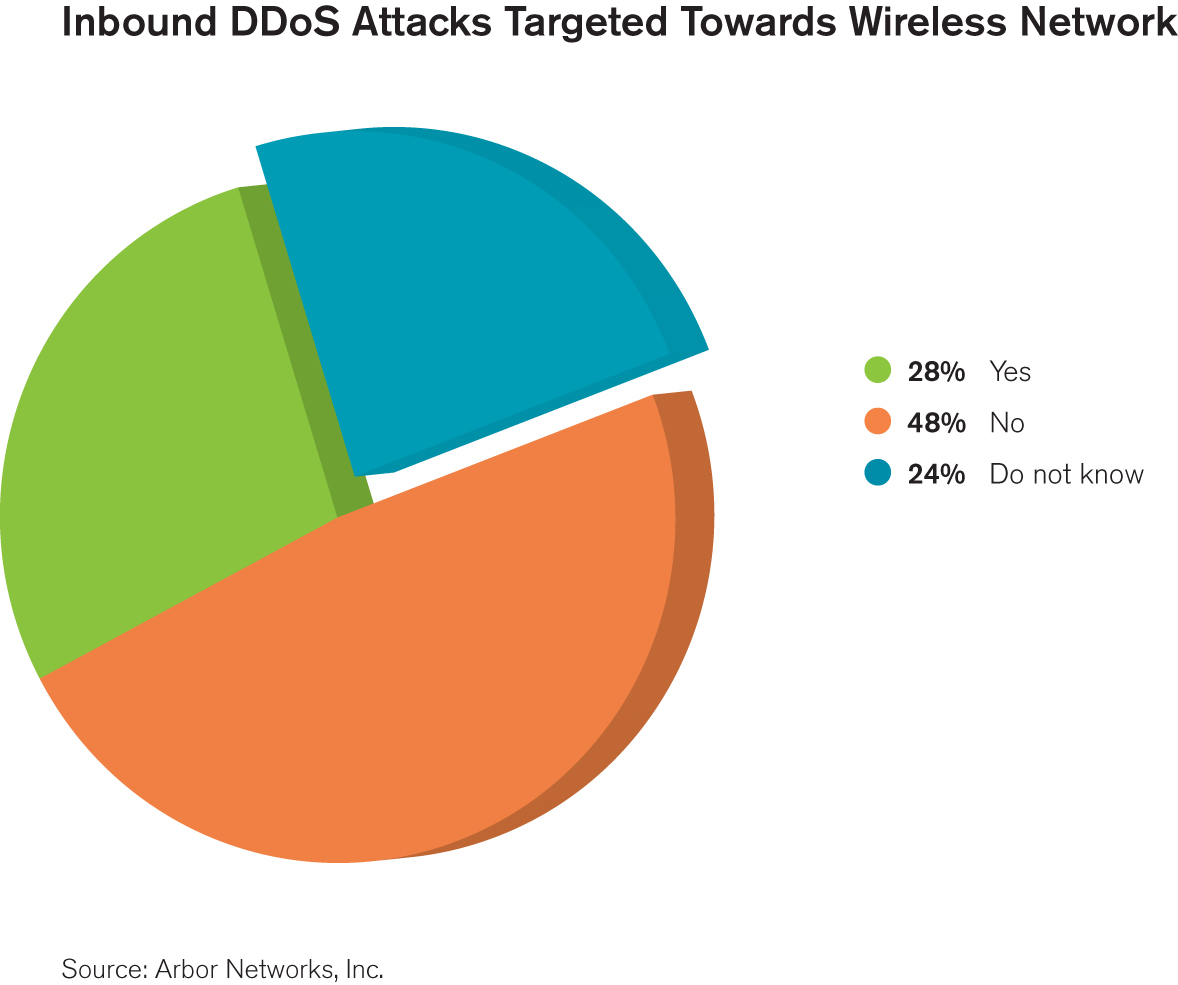 Inbound DDoS Attacks Targeted Towards Wireless Network
28% Yes
48% No
24% Do not know
Source: Arbor Networks, Inc.